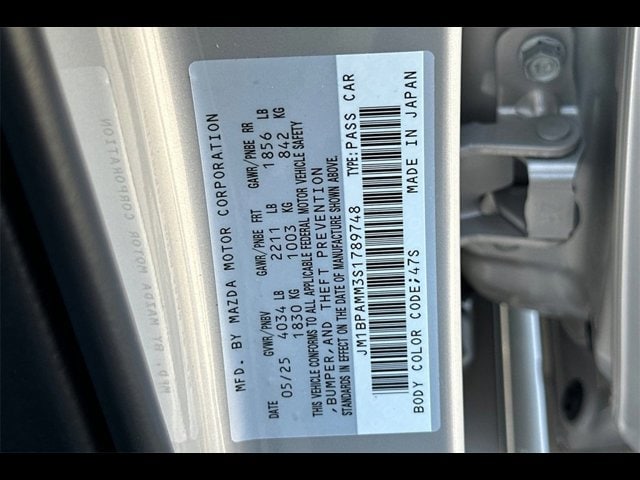 MFD. BY MAZDA MOTOR CORPORATION
DATE GVWR/PNBV GAWR/PNBE FRT GAWR/PNBE RR
05/25 4034 LB 2211 LB 1856 LB
1830 KG 1003 KG 842 KG
THIS VEHICLE CONFORMS TO ALL APPLICABLE FEDERAL MOTOR VEHICLE SAFETY
, BUMPER, AND THEFT PREVENTION
STANDARDS IN EFFECT ON THE DATE OF MANUFACTURE SHOWN ABOVE.
JM1BPAMM3S1789748 TYPE:PASS CAR
BODY COLOR CODE;47S MADE IN JAPAN
MAZDA MOTOR CORPORATION